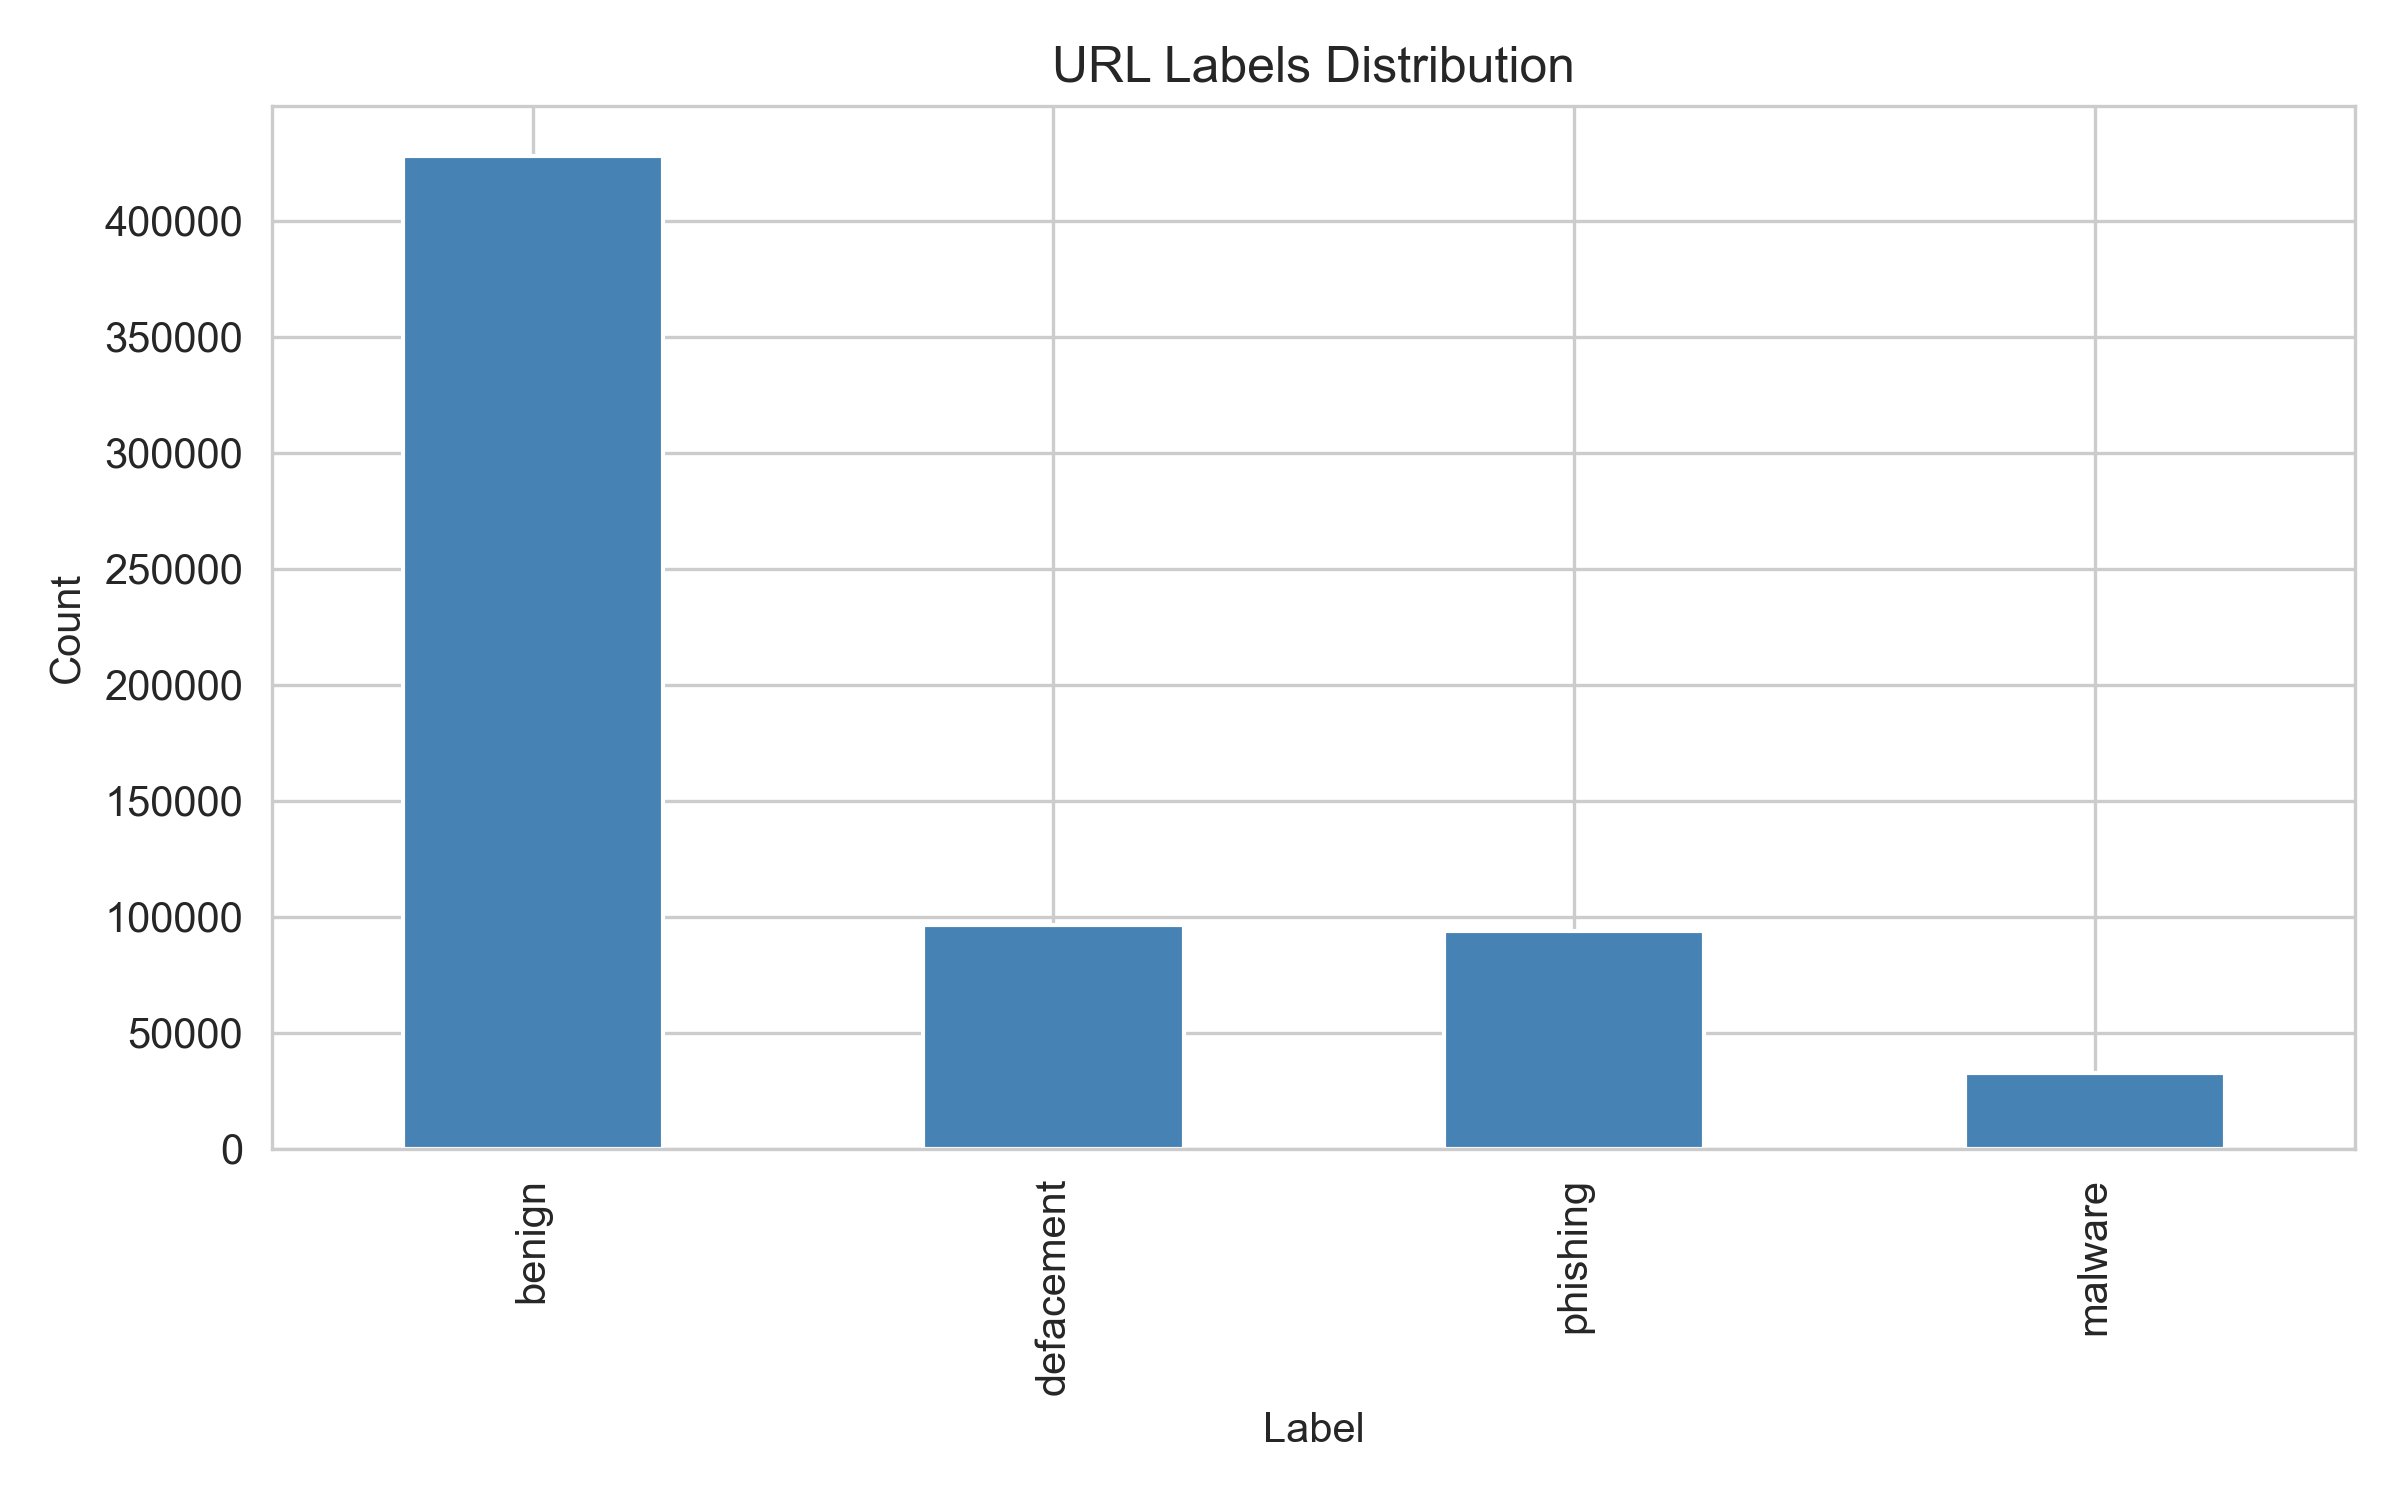 URL Labels Distribution
400000
350000
300000
250000
200000
150000
100000
50000
0
Count
benign
defacement
phishing
malware
Label